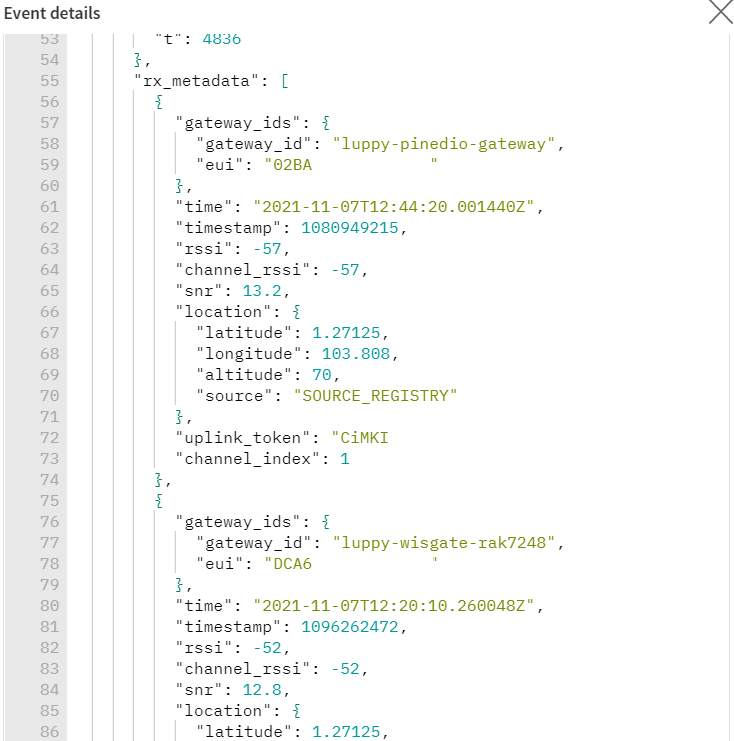 Event details
53 "t": 4836
54 },
55 "rx_metadata": [
56 {
57 "gateway_ids": {
58 "gateway_id": "luppy-pinedio-gateway",
59 "eui": "02BA "
60 },
61 "time": "2021-11-07T12:44:20.001440Z",
62 "timestamp": 1080949215,
63 "rssi": -57,
64 "channel_rssi": -57,
65 "snr": 13.2,
66 "location": {
67 "latitude": 1.27125,
68 "longitude": 103.808,
69 "altitude": 70,
70 "source": "SOURCE_REGISTRY"
71 },
72 "uplink_token": "CiMKI
73 "channel_index": 1
74 },
75 {
76 "gateway_ids": {
77 "gateway_id": "luppy-wisgate-rak7248",
78 "eui": "DCA6 "
79 },
80 "time": "2021-11-07T12:20:10.260048Z",
81 "timestamp": 1096262472,
82 "rssi": -52,
83 "channel_rssi": -52,
84 "snr": 12.8,
85 "location": {
86 "latitude": 1.27125,